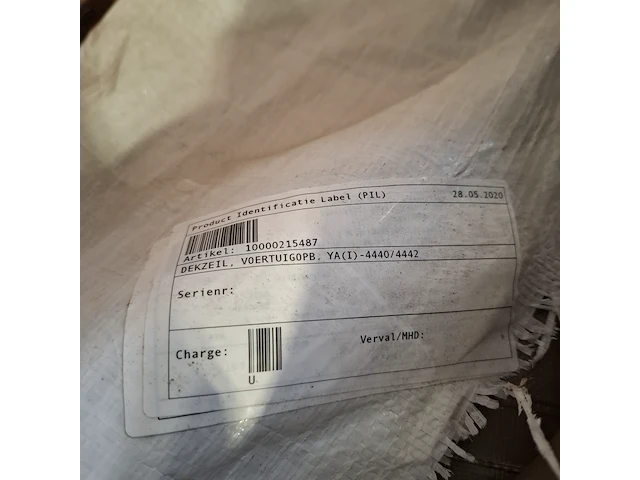 Product Identificatie Label (PIL) 28.05.2020
Artikel: 10000215487
DEKZEIL, VOERTUIGOPB. YA(I)-4440/4442
Serienr:
Charge: Verval/MHD:
U